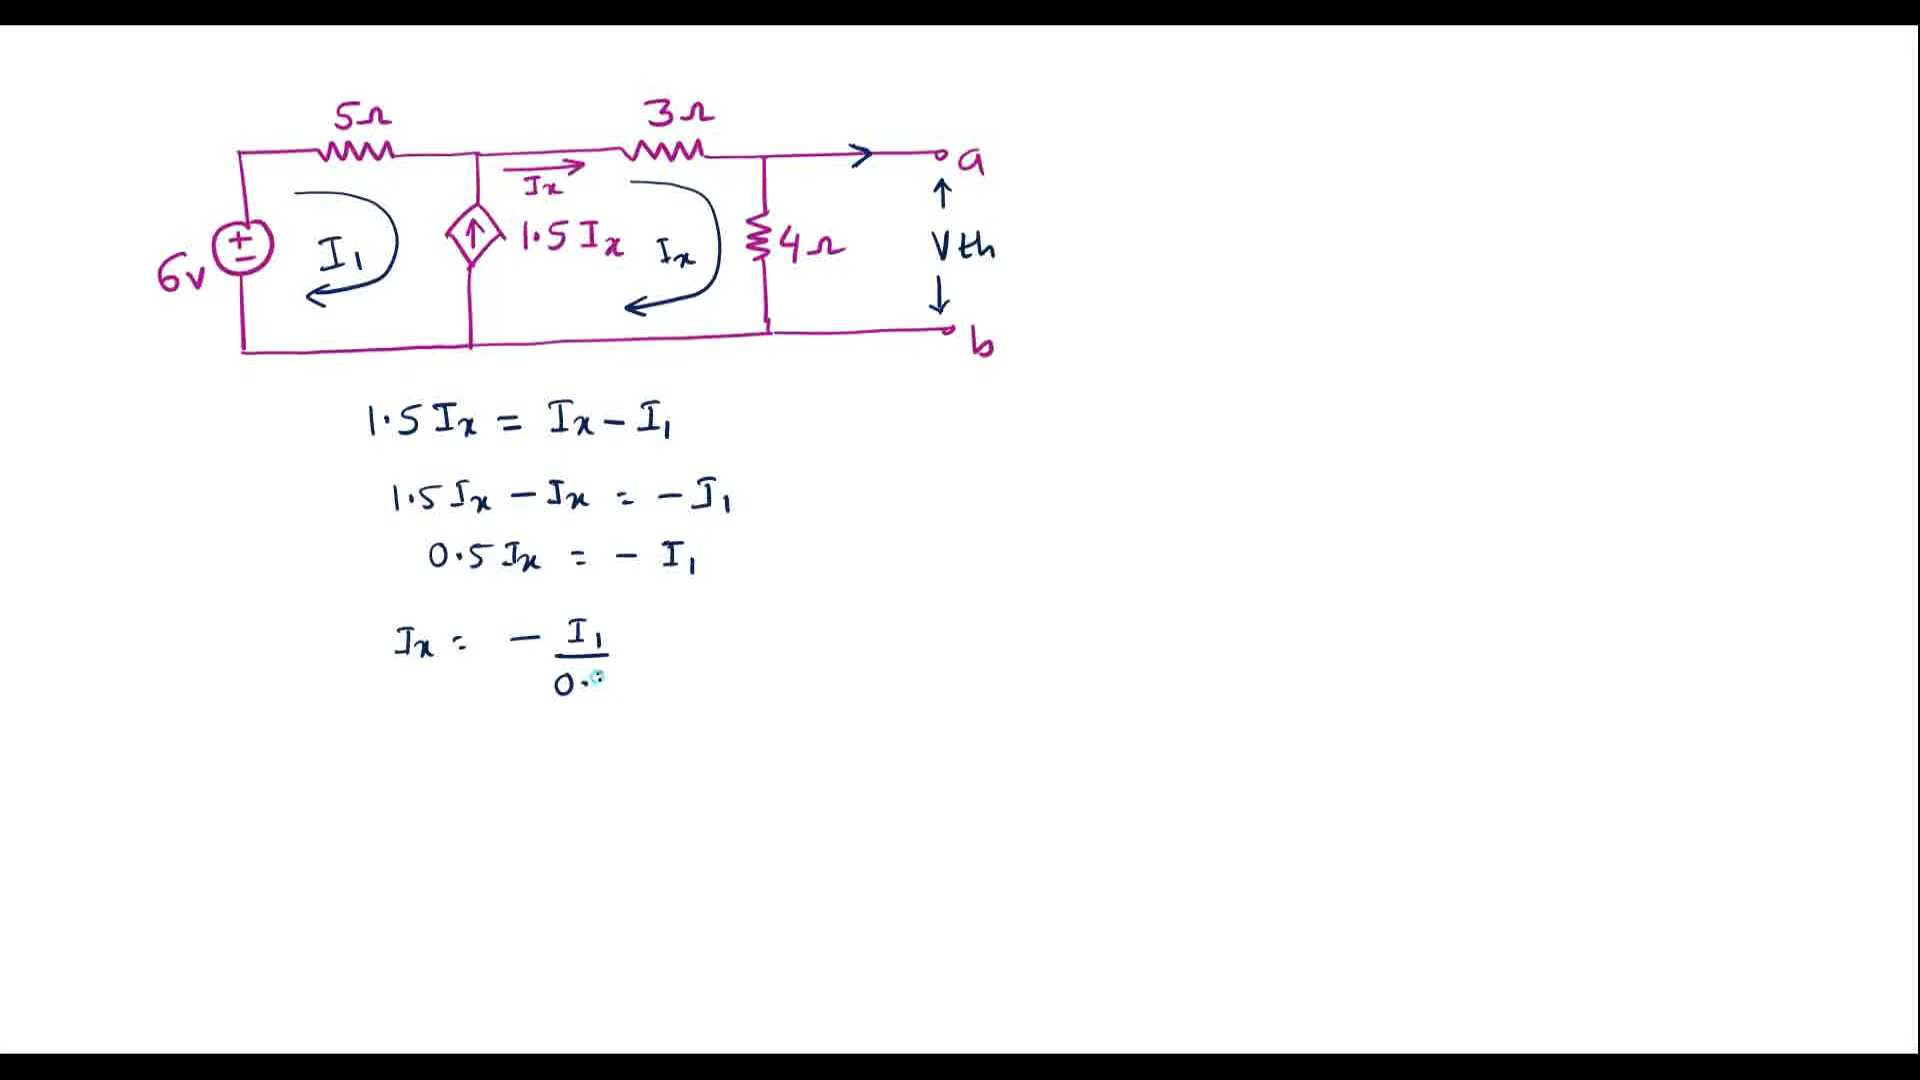 5Ω 3Ω
a
Ix
6v + − I₁ 1.5 Ix Ix 4Ω Vth
b
1.5 Ix = Ix − I₁
1.5 Ix − Ix = − I₁
0.5 Ix = − I₁
Ix = − I₁
0.